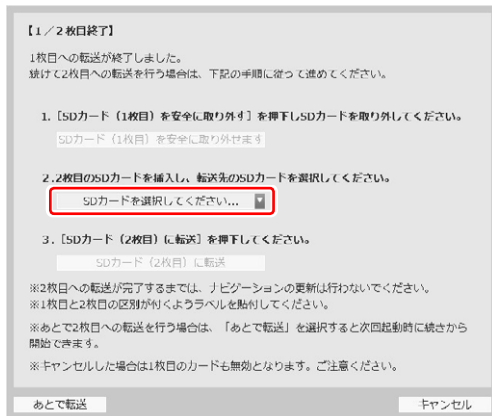 【1／2枚目終了】
1枚目への転送が終了しました。
続けて2枚目への転送を行う場合は、下記の手順に従って進めてください。
1.［SDカード（1枚目）を安全に取り外す］を押下しSDカードを取り外してください。
SDカード（1枚目）を安全に取り外せます
2.2枚目のSDカードを挿入し、転送先のSDカードを選択してください。
SDカードを選択してください...
3.［SDカード（2枚目）に転送］を押下してください。
SDカード（2枚目）に転送
※2枚目への転送が完了するまでは、ナビゲーションの更新は行わないでください。
※1枚目と2枚目の区別が付くようラベルを貼付してください。
※あとで2枚目への転送を行う場合は、「あとで転送」を選択すると次回起動時に続きから
開始できます。
※キャンセルした場合は1枚目のカードも無効となります。ご注意ください。
あとで転送
キャンセル